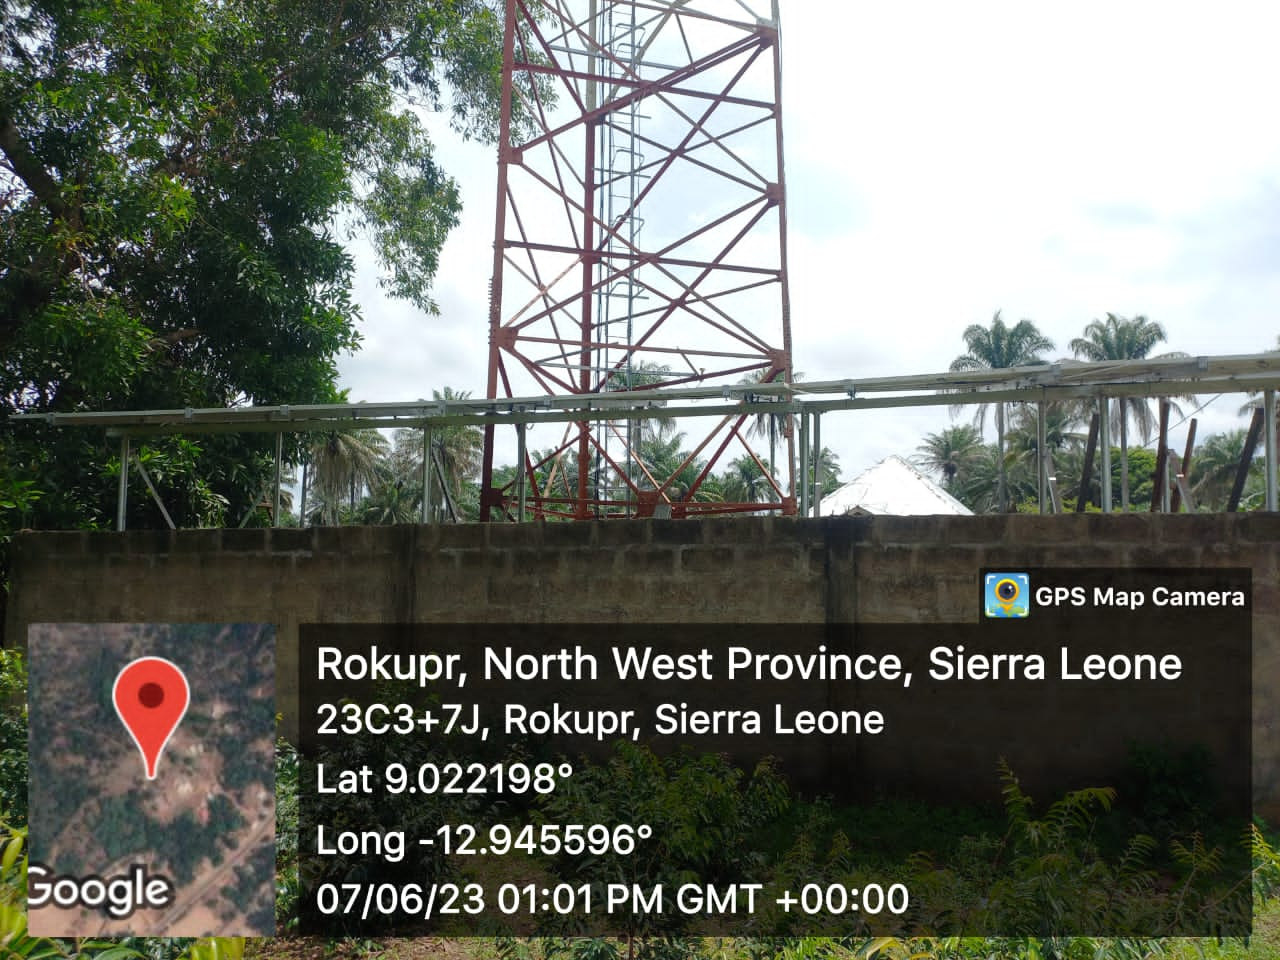 GPS Map Camera
Rokupr, North West Province, Sierra Leone
23C3+7J, Rokupr, Sierra Leone
Lat 9.022198°
Long -12.945596°
07/06/23 01:01 PM GMT +00:00
Google